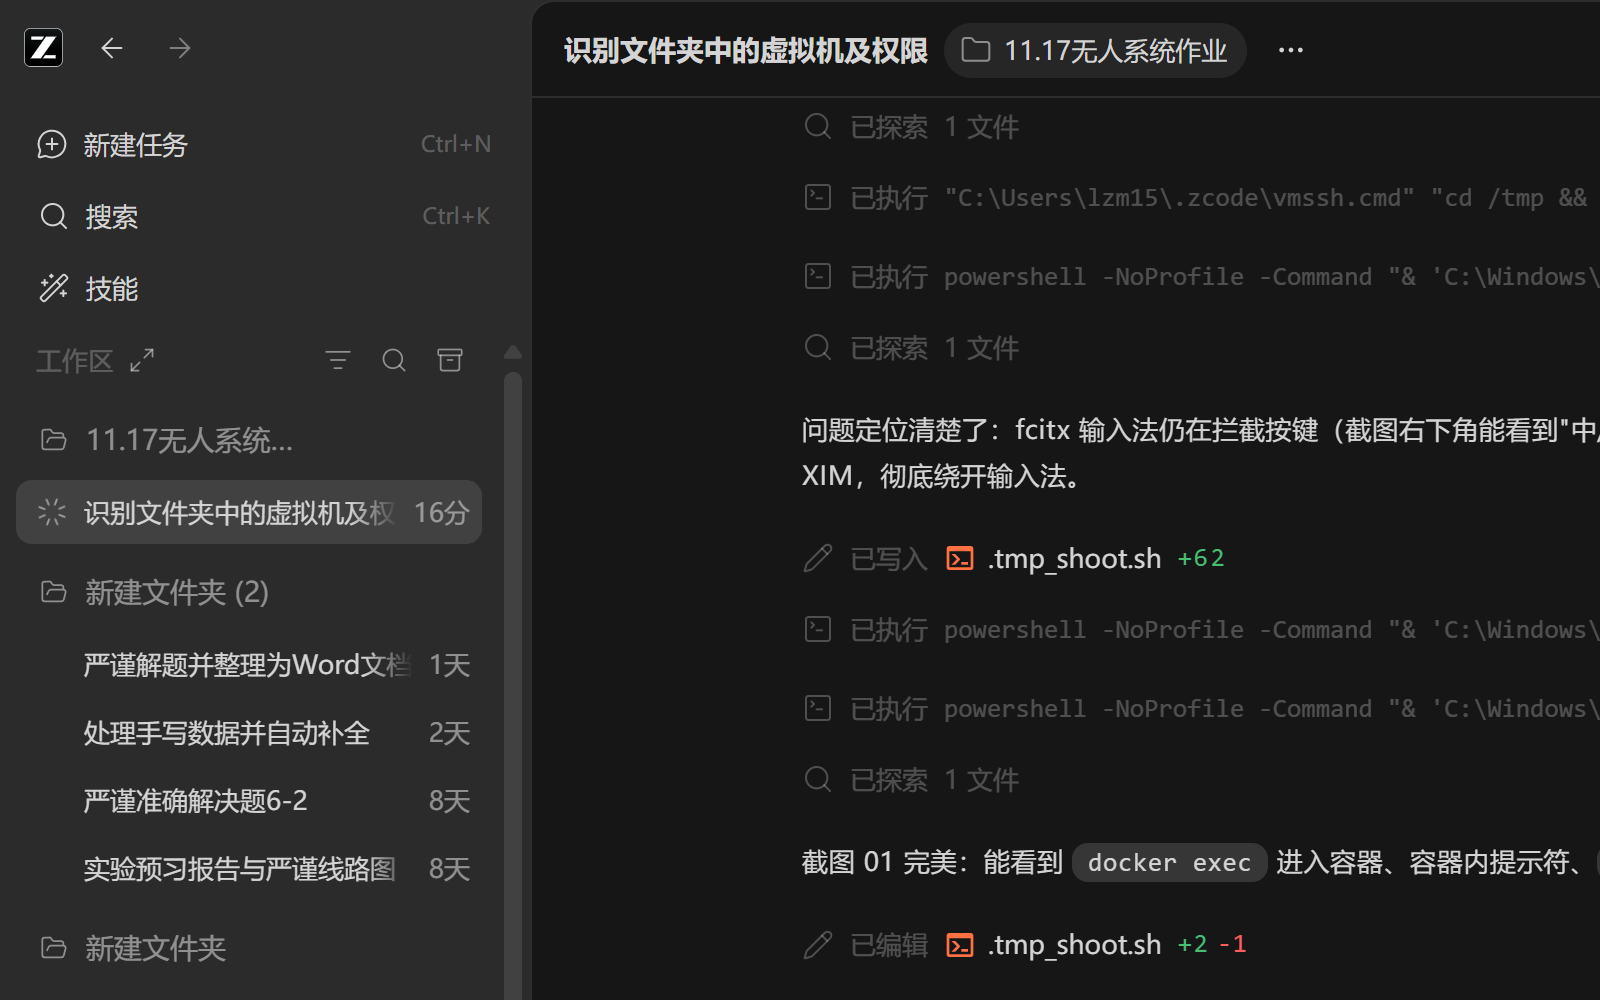 新建任务 Ctrl+N
搜索 Ctrl+K
技能
工作区
11.17无人系统...
识别文件夹中的虚拟机及权 16分
新建文件夹 (2)
严谨解题并整理为Word文档 1天
处理手写数据并自动补全 2天
严谨准确解决题6-2 8天
实验预习报告与严谨线路图 8天
新建文件夹
识别文件夹中的虚拟机及权限 11.17无人系统作业 ...
已探索 1 文件
已执行 "C:\Users\lzm15\.zcode\vmssh.cmd" "cd /tmp &&
已执行 powershell -NoProfile -Command "& 'C:\Windows\
已探索 1 文件
问题定位清楚了：fcitx 输入法仍在拦截按键（截图右下角能看到"中/
XIM，彻底绕开输入法。
已写入 .tmp_shoot.sh +62
已执行 powershell -NoProfile -Command "& 'C:\Windows\
已执行 powershell -NoProfile -Command "& 'C:\Windows\
已探索 1 文件
截图 01 完美：能看到 docker exec 进入容器、容器内提示符、
已编辑 .tmp_shoot.sh +2 -1